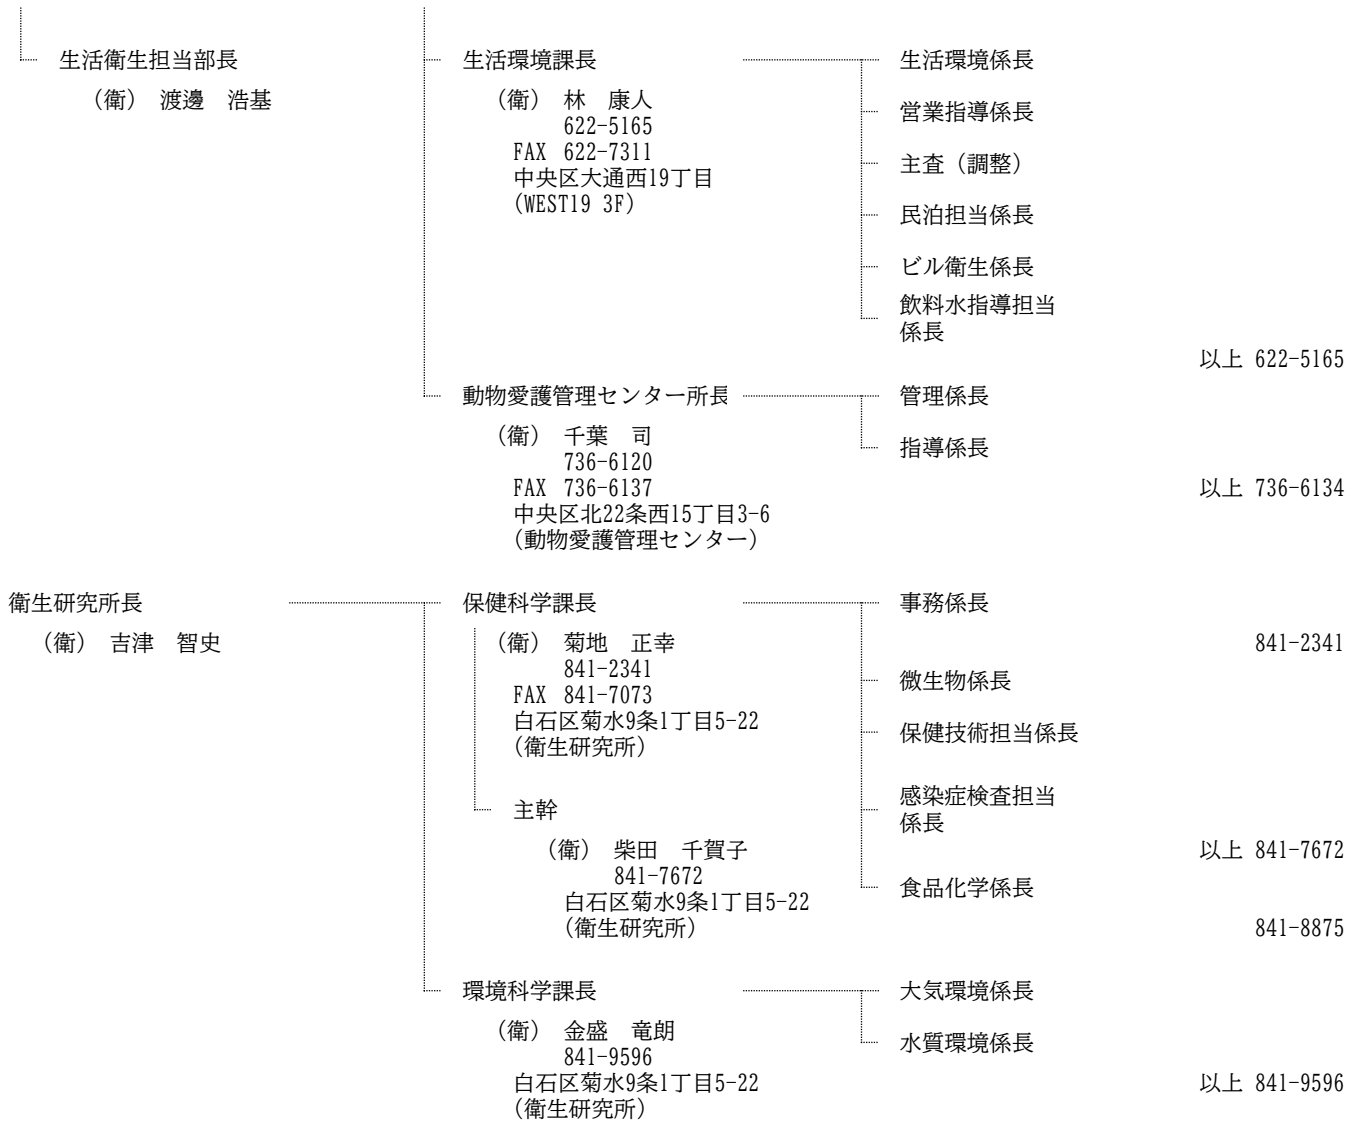 生活衛生担当部長
（衛） 渡邊　浩基
生活環境課長
（衛） 林　康人
622-5165
FAX 622-7311
中央区大通西19丁目
(WEST19 3F)
生活環境係長
営業指導係長
主査（調整）
民泊担当係長
ビル衛生係長
飲料水指導担当
係長
以上 622-5165
動物愛護管理センター所長
（衛） 千葉　司
736-6120
FAX 736-6137
中央区北22条西15丁目3-6
(動物愛護管理センター)
管理係長
指導係長
以上 736-6134
衛生研究所長
（衛） 吉津　智史
保健科学課長
（衛） 菊地　正幸
841-2341
FAX 841-7073
白石区菊水9条1丁目5-22
(衛生研究所)
主幹
（衛） 柴田　千賀子
841-7672
白石区菊水9条1丁目5-22
(衛生研究所)
事務係長
841-2341
微生物係長
保健技術担当係長
感染症検査担当
係長
以上 841-7672
食品化学係長
841-8875
環境科学課長
（衛） 金盛　竜朗
841-9596
白石区菊水9条1丁目5-22
(衛生研究所)
大気環境係長
水質環境係長
以上 841-9596